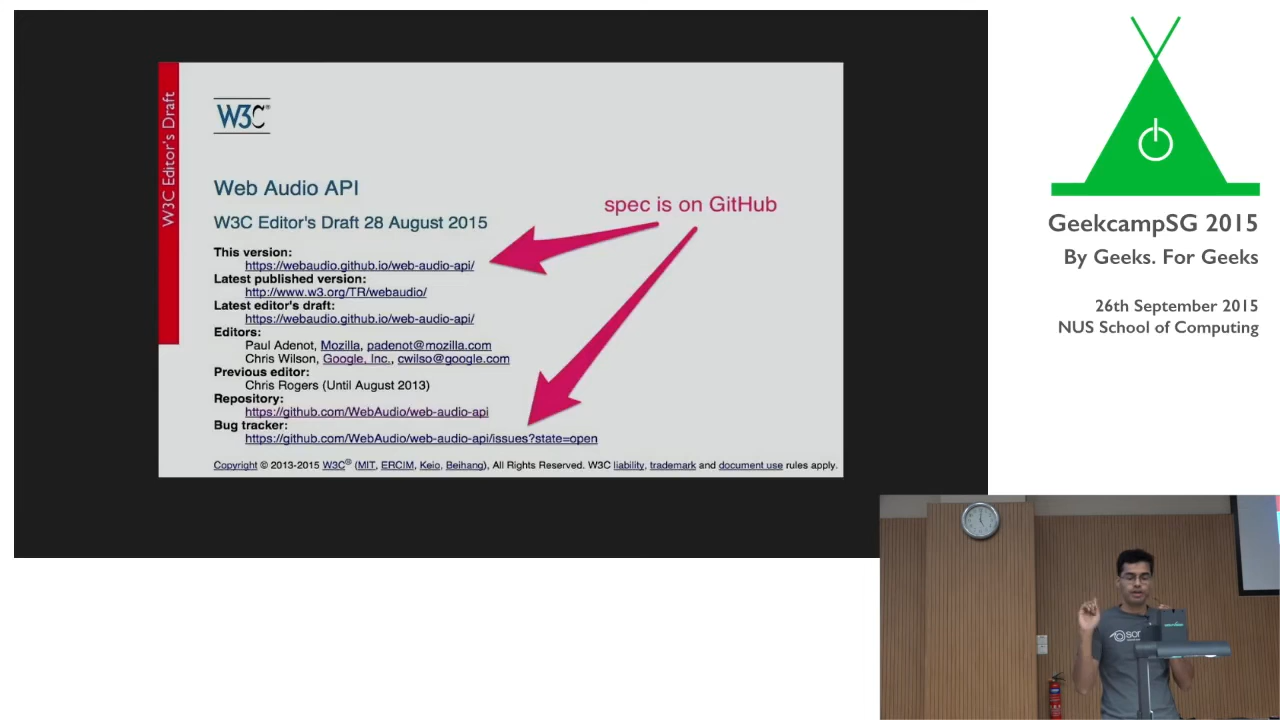 W3C Editor's Draft
W3C®
Web Audio API
spec is on GitHub
W3C Editor's Draft 28 August 2015
This version:
https://webaudio.github.io/web-audio-api/
Latest published version:
http://www.w3.org/TR/webaudio/
Latest editor's draft:
https://webaudio.github.io/web-audio-api/
Editors:
Paul Adenot, Mozilla, padenot@mozilla.com
Chris Wilson, Google, Inc., cwilso@google.com
Previous editor:
Chris Rogers (Until August 2013)
Repository:
https://github.com/WebAudio/web-audio-api
Bug tracker:
https://github.com/WebAudio/web-audio-api/issues?state=open
Copyright © 2013-2015 W3C® (MIT, ERCIM, Keio, Beihang), All Rights Reserved. W3C liability, trademark and document use rules apply.
GeekcampSG 2015
By Geeks. For Geeks
26th September 2015
NUS School of Computing